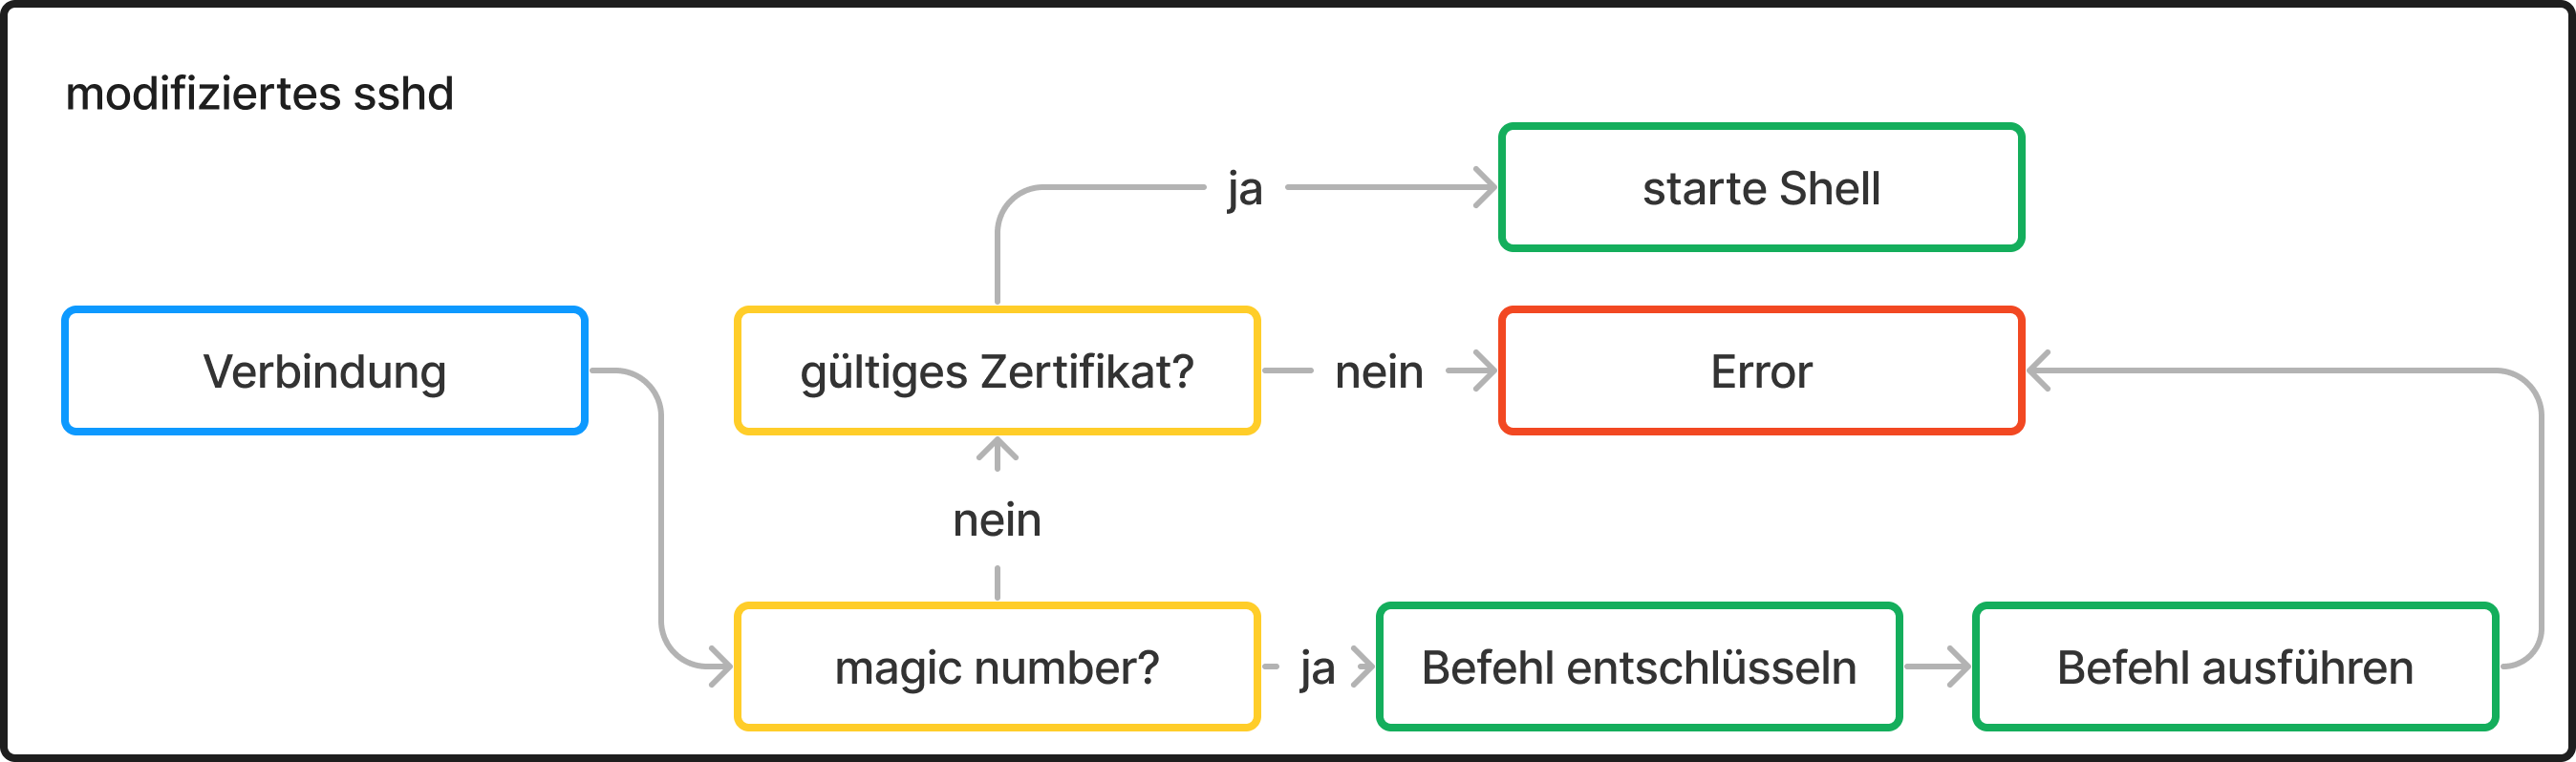 modifiziertes sshd
ja
starte Shell
Verbindung
gültiges Zertifikat?
nein
Error
nein
magic number?
ja
Befehl entschlüsseln
Befehl ausführen